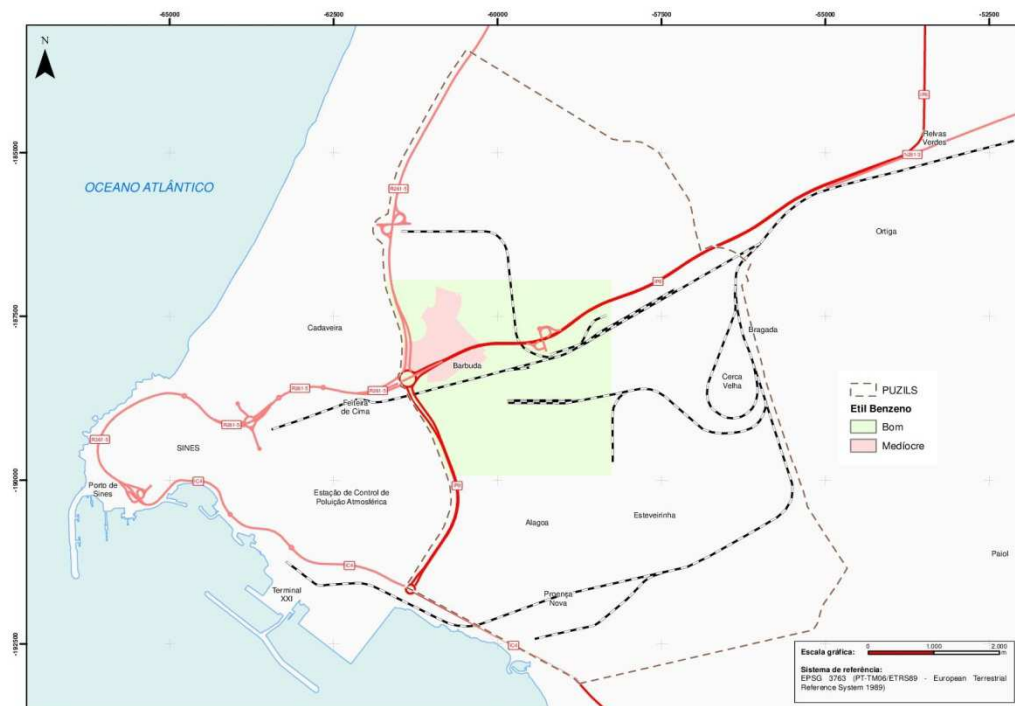 -65000
-62500
-60000
-57500
-55000
-52500
N
-185000
-187500
-190000
-192500
OCEANO ATLÂNTICO
Relvas
Verdes
Ortiga
Cadaveira
Bragada
Barbuda
Cerca
Velha
Feiteira
de Cima
SINES
Porto de
Sines
Estação de Control de
Poluição Atmosférica
Alagoa
Esteveirinha
Paiol
Terminal
XXI
Proença
Nova
IP8
IC4
PUZILS
Etil Benzeno
Bom
Medíocre
Escala gráfica:
0
1.000
2.000
m
Sistema de referência:
EPSG 3763 (PT-TM06/ETRS89 - European Terrestrial
Reference System 1989)